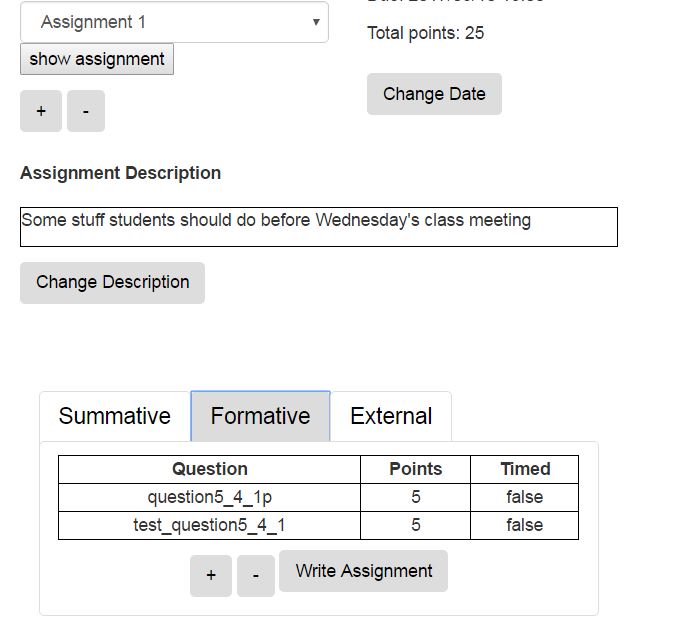 Assignment 1
Total points: 25
show assignment
Change Date
+ -
Assignment Description
Some stuff students should do before Wednesday's class meeting
Change Description
Summative Formative External
Question Points Timed
question5_4_1p 5 false
test_question5_4_1 5 false
+ - Write Assignment